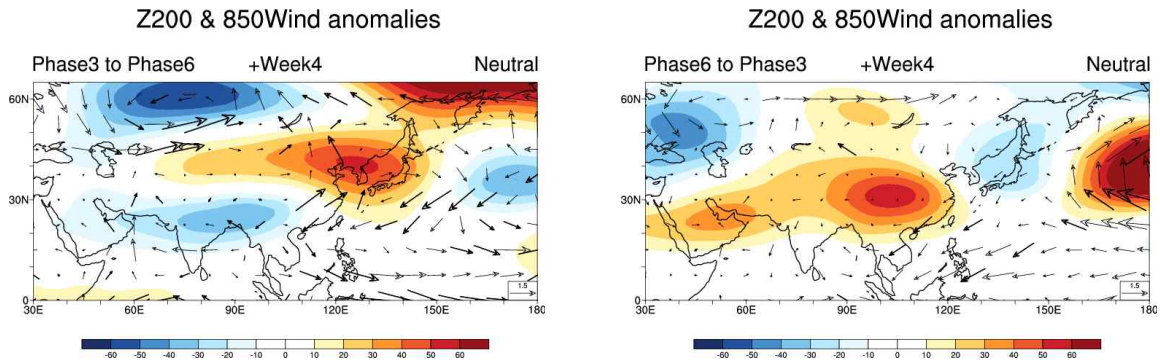 Z200 & 850Wind anomalies
Phase3 to Phase6 +Week4 Neutral
60N
30N
0
30E 60E 90E 120E 150E 180
1.5
-60 -50 -40 -30 -20 -10 0 10 20 30 40 50 60
Z200 & 850Wind anomalies
Phase6 to Phase3 +Week4 Neutral
60N
30N
0
30E 60E 90E 120E 150E 180
1.5
-60 -50 -40 -30 -20 -10 0 10 20 30 40 50 60